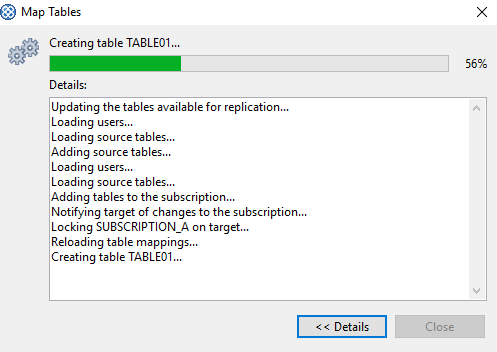 Map Tables
Creating table TABLE01...
56%
Details:
Updating the tables available for replication...
Loading users...
Loading source tables...
Adding source tables...
Loading users...
Loading source tables...
Adding tables to the subscription...
Notifying target of changes to the subscription...
Locking SUBSCRIPTION_A on target...
Reloading table mappings...
Creating table TABLE01...
<< Details
Close